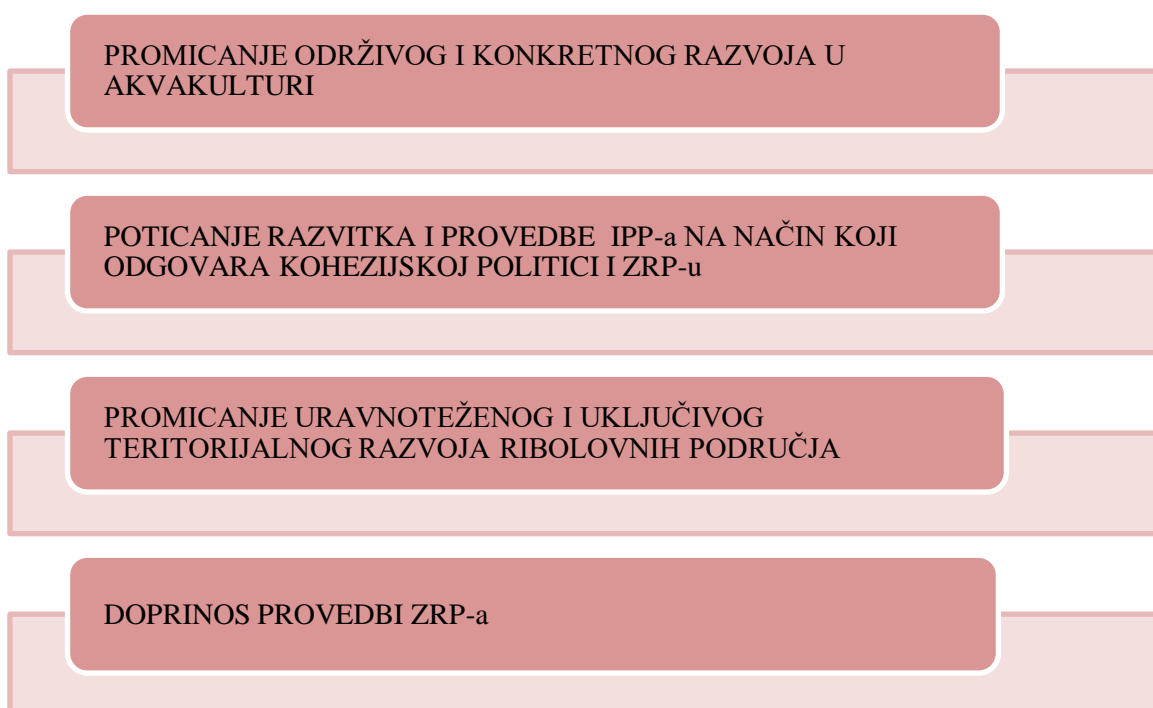 PROMICANJE ODRŽIVOG I KONKRETNOG RAZVOJA U
AKVAKULTURI
POTICANJE RAZVITKA I PROVEDBE IPP-a NA NAČIN KOJI
ODGOVARA KOHEZIJSKOJ POLITICI I ZRP-u
PROMICANJE URAVNOTEŽENOG I UKLJUČIVOG
TERITORIJALNOG RAZVOJA RIBOLOVNIH PODRUČJA
DOPRINOS PROVEDBI ZRP-a